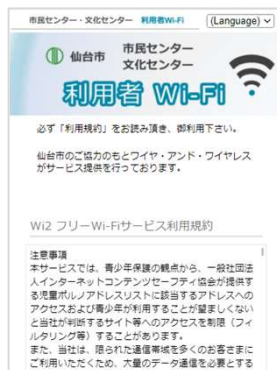 市民センター・文化センター 利用者Wi-Fi
(Language)
仙台市
市民センター
文化センター
利用者 Wi-Fi
必ず「利用規約」をお読み頂き、御利用下さい。
仙台市のご協力のもとワイヤ・アンド・ワイヤレス
がサービス提供を行っております。
Wi2 フリーWi-Fiサービス利用規約
注意事項
本サービスでは、青少年保護の観点から、一般社団法
人インターネットコンテンツセーフティ協会が提供す
る児童ポルノアドレスリストに該当するアドレスへの
アクセスおよび青少年が利用することが望ましくない
と当社が判断するサイト等へのアクセスを制限（フィ
ルタリング等）することがあります。
また、当社は、限られた通信帯域を多くのお客さまに
ご利用いただくため、大量のデータ通信を必要とする